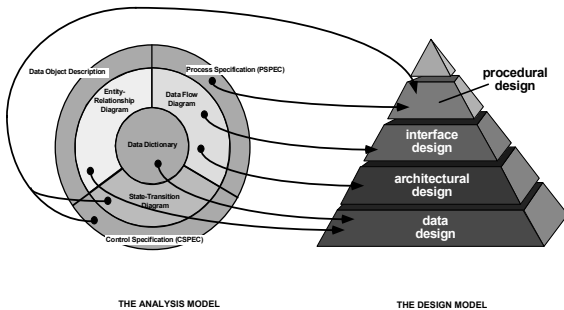 Data Object Description
Process Specification (PSPEC)
Entity-
Relationship
Diagram
Data Flow
Diagram
Data Dictionary
State-Transition
Diagram
Control Specification (CSPEC)
procedural
design
interface
design
architectural
design
data
design
THE ANALYSIS MODEL
THE DESIGN MODEL